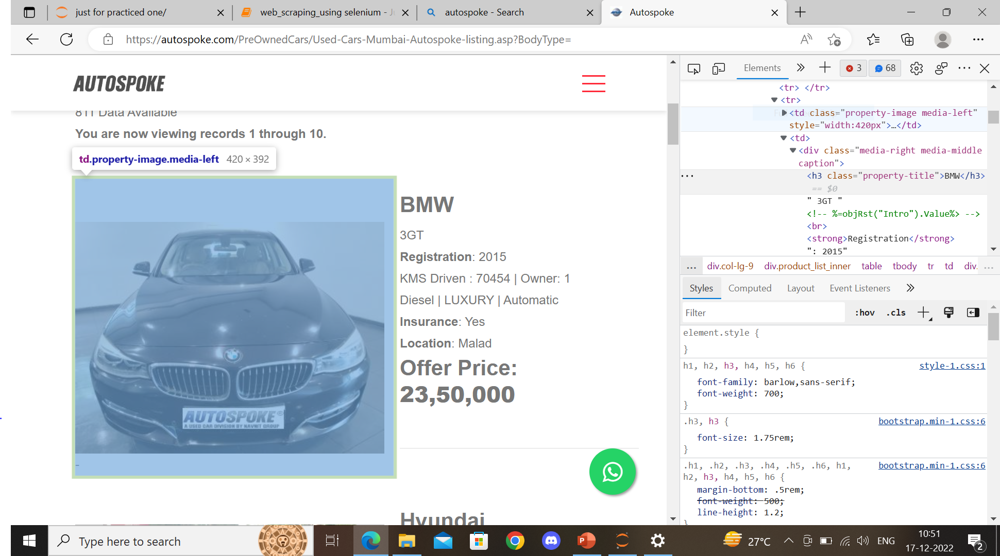 just for practiced one/
web_scraping_using selenium - Ju
autospoke - Search
Autospoke
https://autospoke.com/PreOwnedCars/Used-Cars-Mumbai-Autospoke-listing.asp?BodyType=
AUTOSPOKE
811 Data Available
You are now viewing records 1 through 10.
td.property-image.media-left 420 × 392
BMW
3GT
Registration: 2015
KMS Driven : 70454 | Owner: 1
Diesel | LUXURY | Automatic
Insurance: Yes
Location: Malad
Offer Price:
23,50,000
AUTOSPOKE®
A USED CAR DIVISION BY NAVNIT GROUP
Hyundai
Elements
3
68
<tr> </tr>
<tr>
<td class="property-image media-left"
style="width:420px">…</td>
<td>
<div class="media-right media-middle
caption">
<h3 class="property-title">BMW</h3>
== $0
" 3GT "
<!-- %=objRst("Intro").Value%> -->
<br>
<strong>Registration</strong>
": 2015"
... div.col-lg-9 div.product_list_inner table tbody tr td div. ...
Styles Computed Layout Event Listeners
Filter
:hov .cls
element.style {
}
h1, h2, h3, h4, h5, h6 { style-1.css:1
font-family: barlow,sans-serif;
font-weight: 700;
}
.h3, h3 { bootstrap.min-1.css:6
font-size: 1.75rem;
}
.h1, .h2, .h3, .h4, .h5, .h6, h1, bootstrap.min-1.css:6
h2, h3, h4, h5, h6 {
margin-bottom: .5rem;
font-weight: 500;
line-height: 1.2;
}
Type here to search
27°C
ENG
10:51
17-12-2022
2